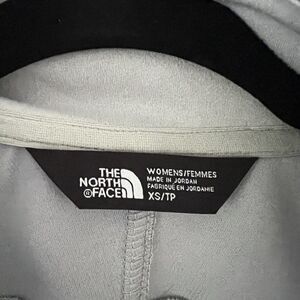 THE
NORTH
®FACE
WOMENS/FEMMES
MADE IN JORDAN
FABRIQUÉ EN JORDANIE
XS/TP